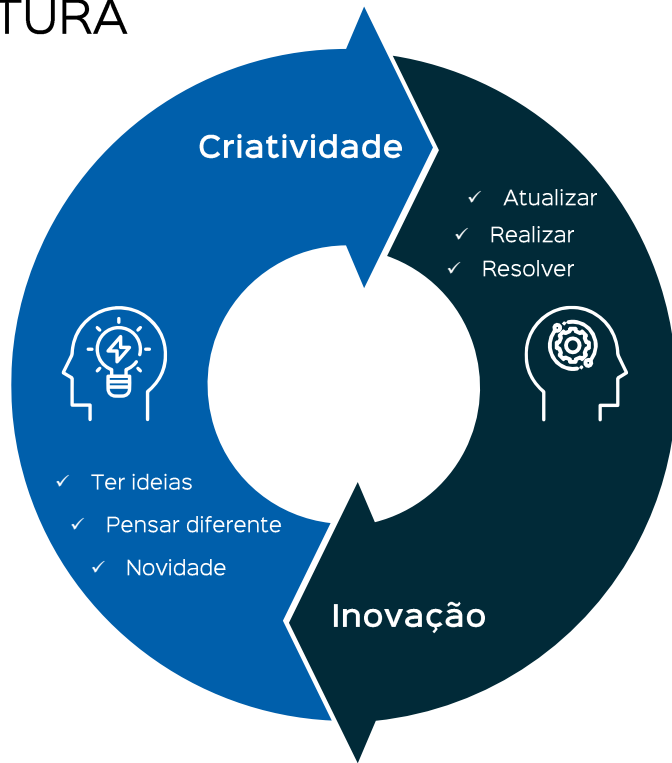 TURA
Criatividade
✓ Atualizar
✓ Realizar
✓ Resolver
✓ Ter ideias
✓ Pensar diferente
✓ Novidade
Inovação